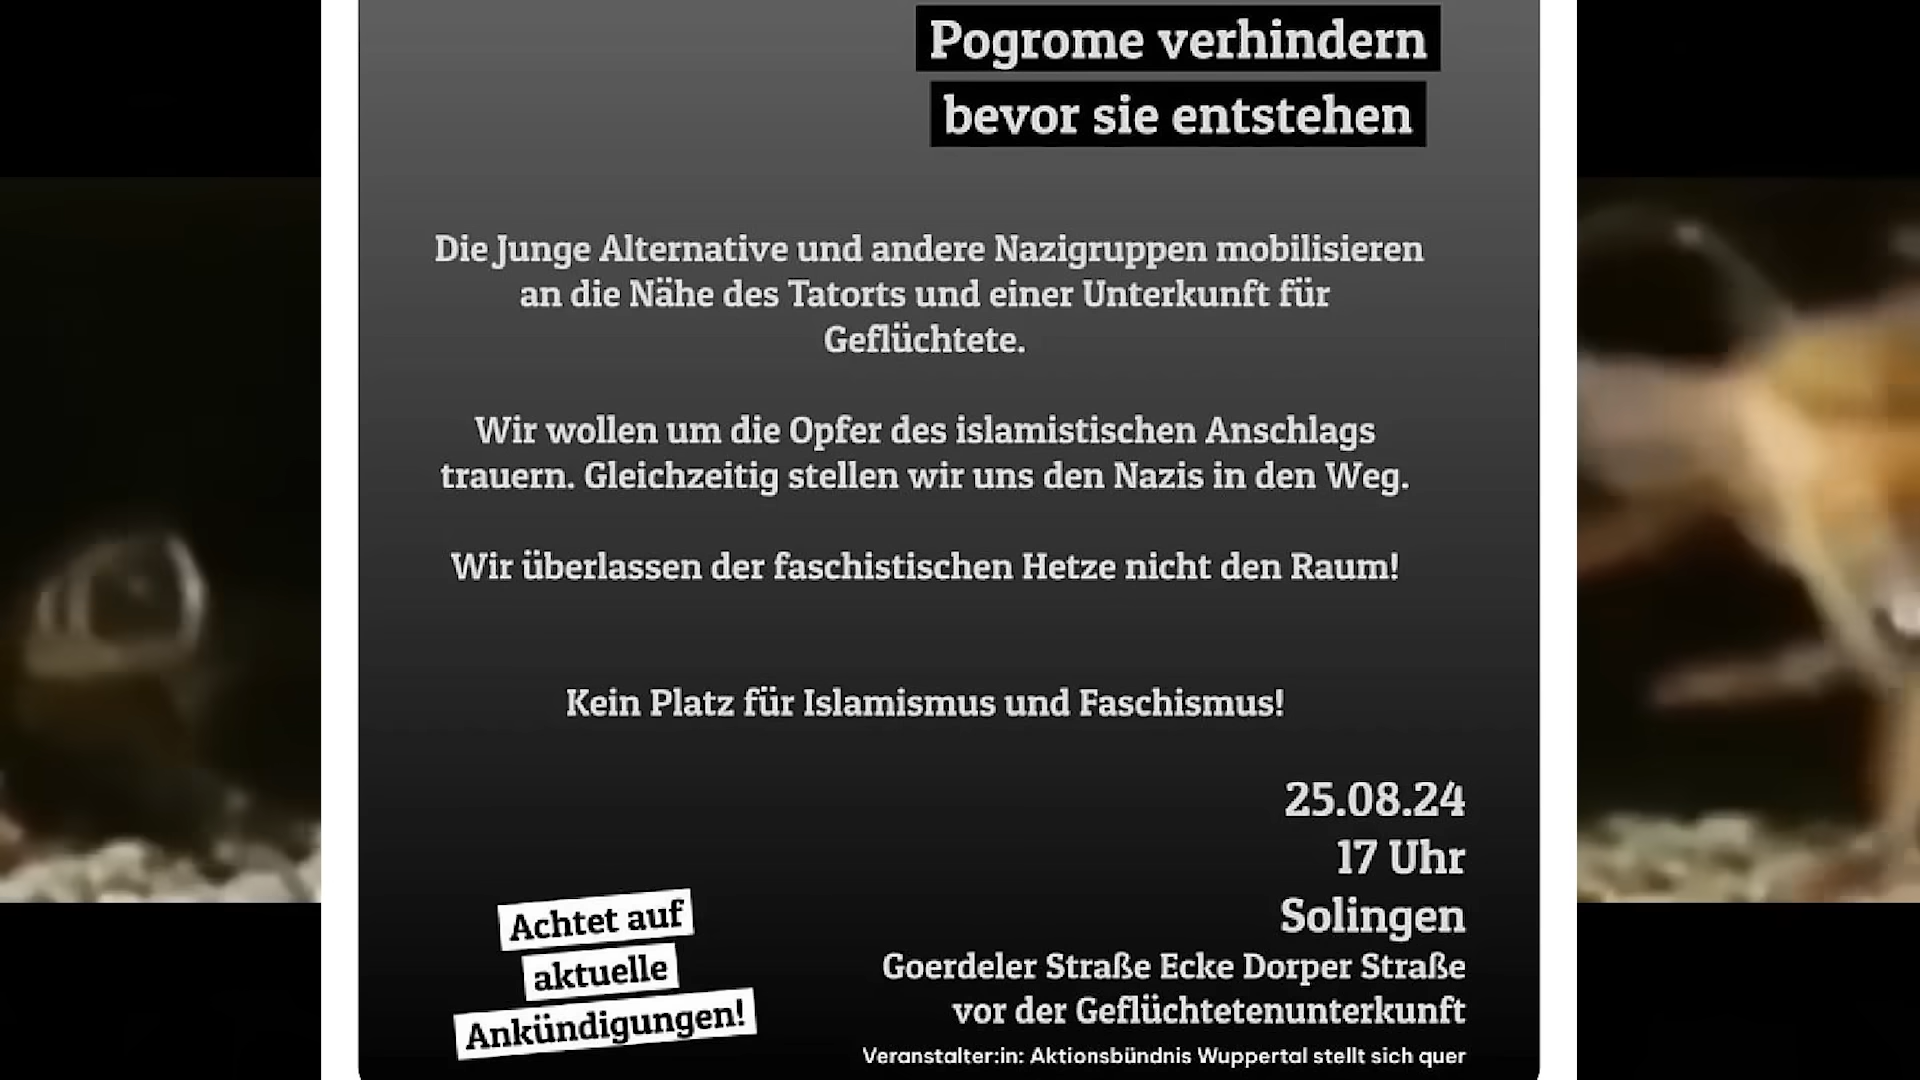 Pogrome verhindern
bevor sie entstehen
Die Junge Alternative und andere Nazigruppen mobilisieren
an die Nähe des Tatorts und einer Unterkunft für
Geflüchtete.
Wir wollen um die Opfer des islamistischen Anschlags
trauern. Gleichzeitig stellen wir uns den Nazis in den Weg.
Wir überlassen der faschistischen Hetze nicht den Raum!
Kein Platz für Islamismus und Faschismus!
25.08.24
17 Uhr
Solingen
Goerdeler Straße Ecke Dorper Straße
vor der Geflüchtetenunterkunft
Veranstalter:in: Aktionsbündnis Wuppertal stellt sich quer
Achtet auf
aktuelle
Ankündigungen!